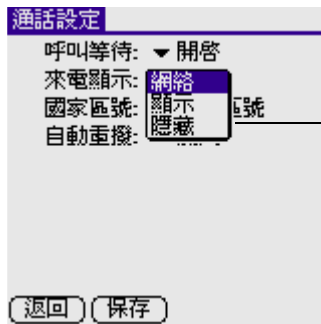 通話設定
呼叫等待: 開啓
來電顯示: 網絡
國家區號: 顯示 區號
自動重撥: 隱藏
返回 保存